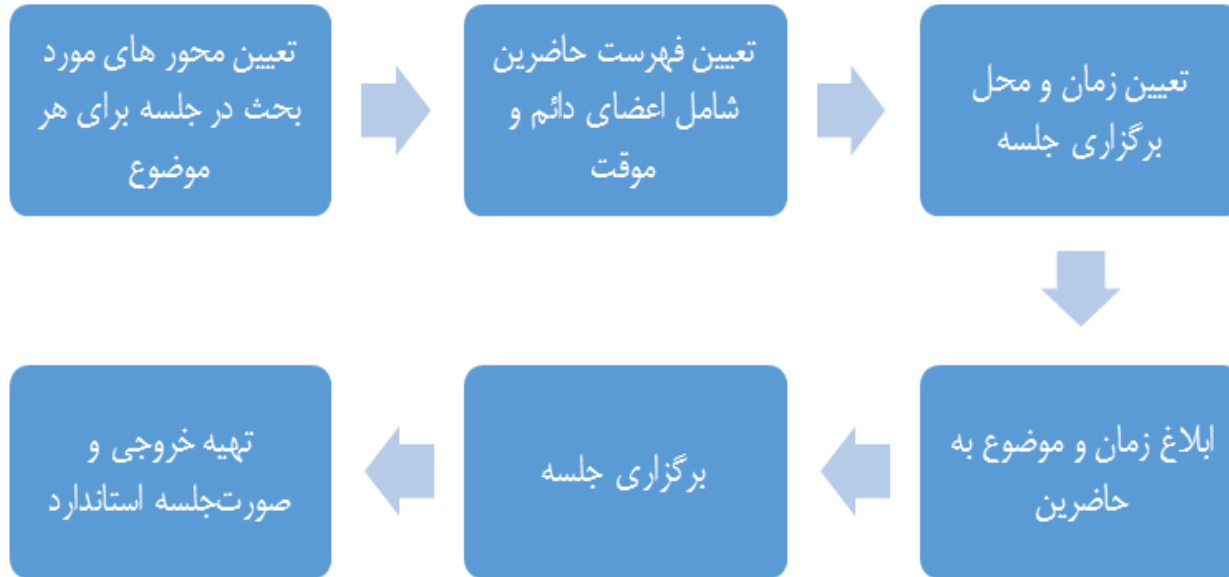 تعیین محور های مورد
بحث در جلسه برای هر
موضوع
تعیین فهرست حاضرین
شامل اعضای دائم و
موقت
تعیین زمان و محل
برگزاری جلسه
ابلاغ زمان و موضوع به
حاضرین
برگزاری جلسه
تهیه خروجی و
صورت‌جلسه استاندارد